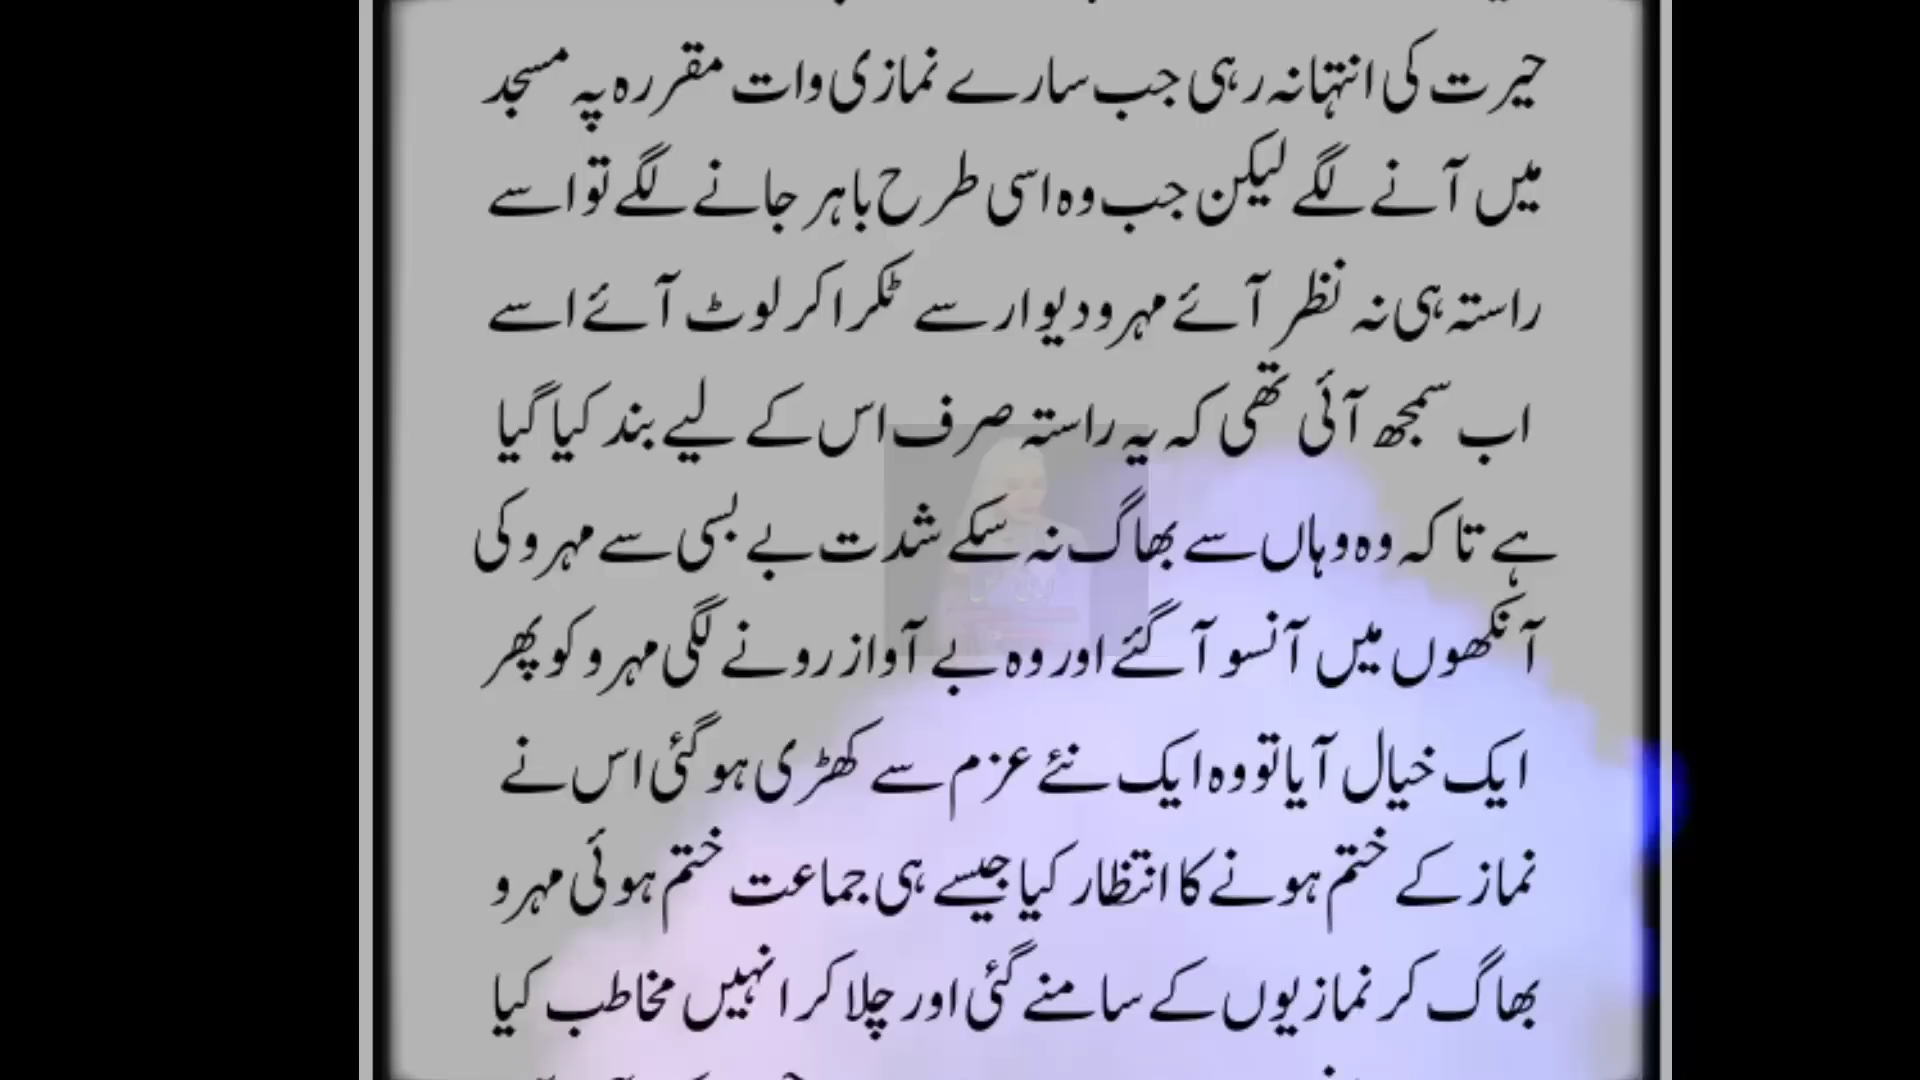 حیرت کی انتہا نہ رہی جب سارے نمازی وات مقررہ پہ مسجد
میں آنے لگے لیکن جب وہ اسی طرح باہر جانے لگے تو اسے
راستہ ہی نہ نظر آئے مہرو دیوار سے ٹکرا کر لوٹ آئے اسے
اب سمجھ آئی تھی کہ یہ راستہ صرف اس کے لیے بند کیا گیا
ہے تا کہ وہ وہاں سے بھاگ نہ سکے شدت بے بسی سے مہرو کی
آنکھوں میں آنسو آ گئے اور وہ بے آواز رونے لگی مہرو کو پھر
ایک خیال آیا تو وہ ایک نئے عزم سے کھڑی ہو گئی اس نے
نماز کے ختم ہونے کا انتظار کیا جیسے ہی جماعت ختم ہوئی مہرو
بھاگ کر نمازیوں کے سامنے گئی اور چلا کر انہیں مخاطب کیا